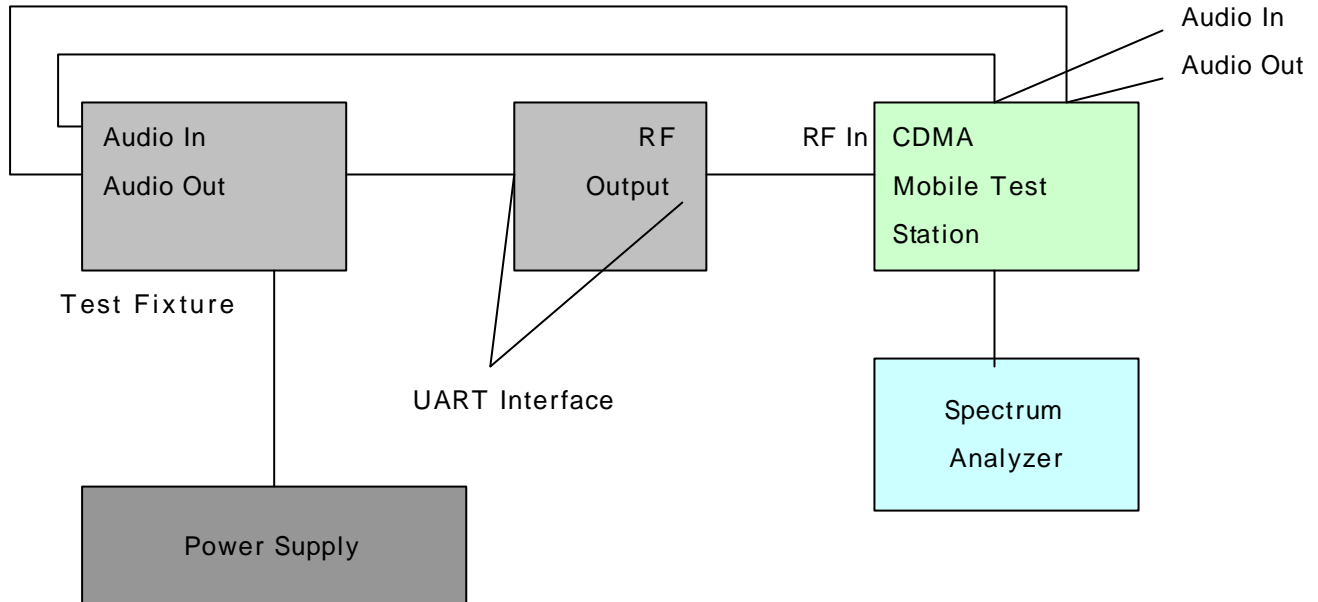 Audio In
Audio Out
Audio In
Audio Out
RF
Output
RF In
CDMA
Mobile Test
Station
Test Fixture
UART Interface
Spectrum
Analyzer
Power Supply